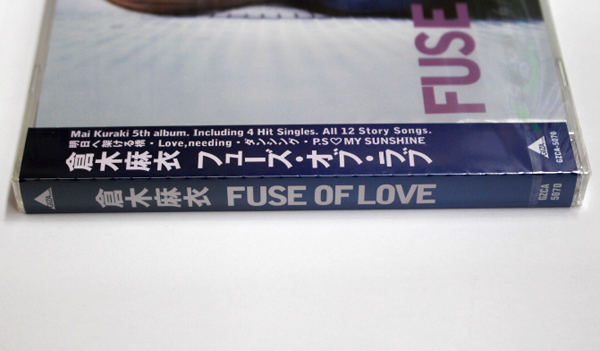 FUSE
Mai Kuraki 5th album. Including 4 Hit Singles. All 12 Story Songs.
明日へ架ける橋・Love,needing・ダンシング・P.S♡MY SUNSHINE
倉木麻衣 フューズ・オブ・ラブ
GZCA-5070
倉木麻衣 FUSE OF LOVE
GZCA
5070